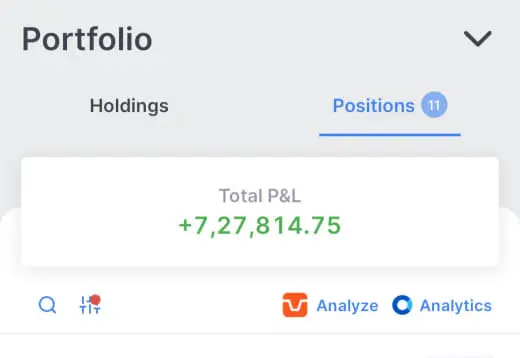 Portfolio
Holdings Positions 11
Total P&L
+7,27,814.75
Analyze Analytics